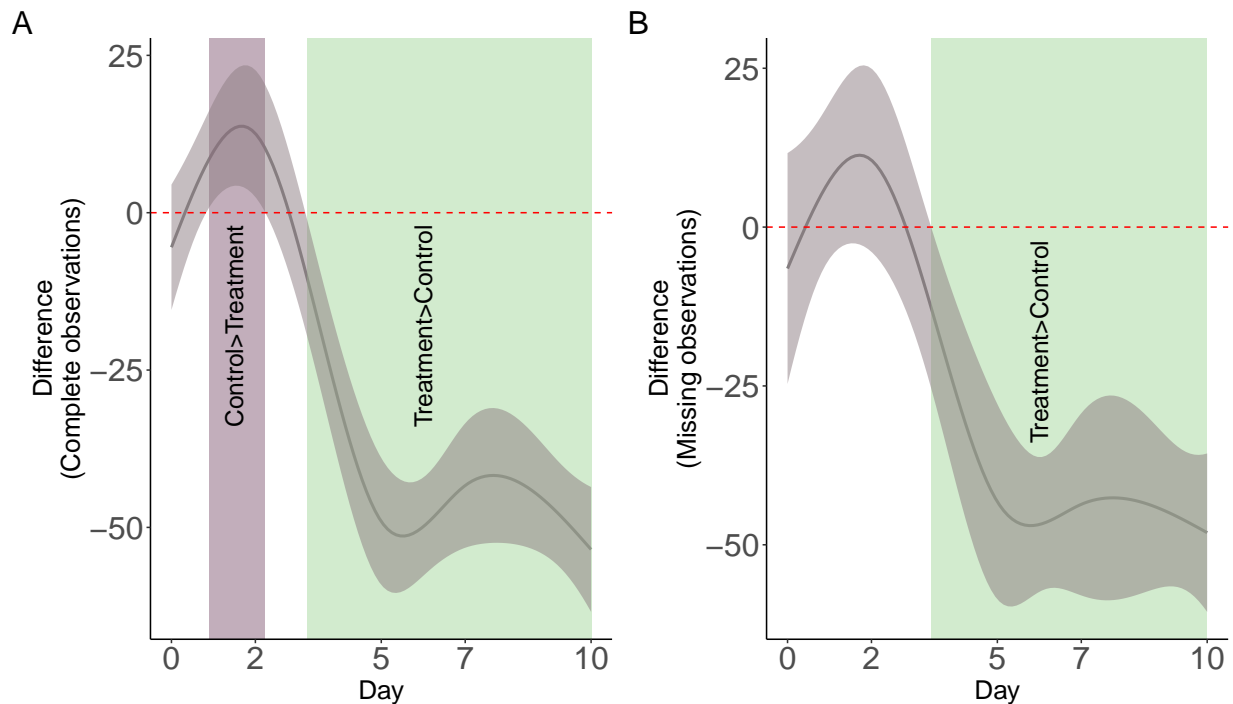 A
25
0
−25
−50
Difference
(Complete observations)
Control>Treatment
Treatment>Control
0
2
5
7
10
Day
B
25
0
−25
−50
Difference
(Missing observations)
Treatment>Control
0
2
5
7
10
Day